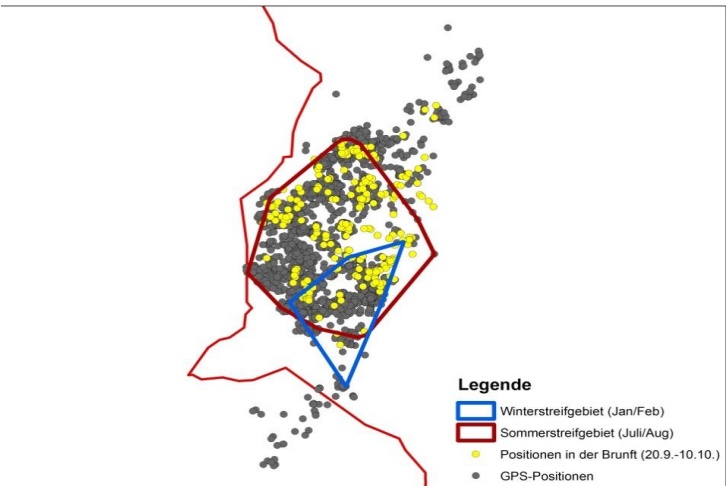 Legende
Winterstreifgebiet (Jan/Feb)
Sommerstreifgebiet (Juli/Aug)
Positionen in der Brunft (20.9.-10.10.)
GPS-Positionen